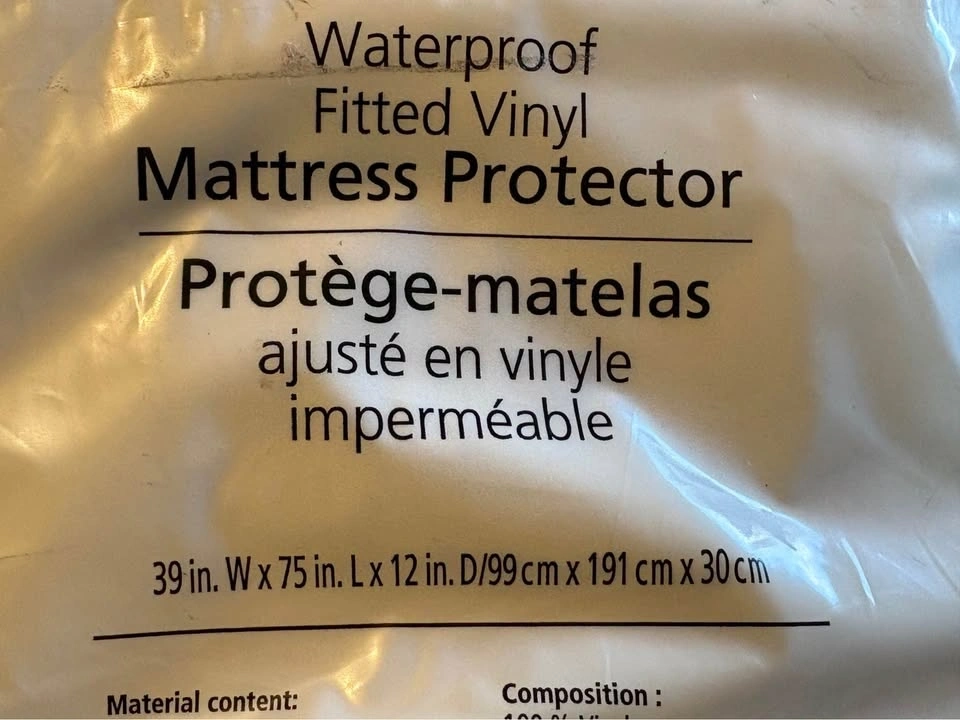 Waterproof
Fitted Vinyl
Mattress Protector
Protège-matelas
ajusté en vinyle
imperméable
39 in. W x 75 in. L x 12 in. D/99 cm x 191 cm x 30 cm
Material content:
Composition :